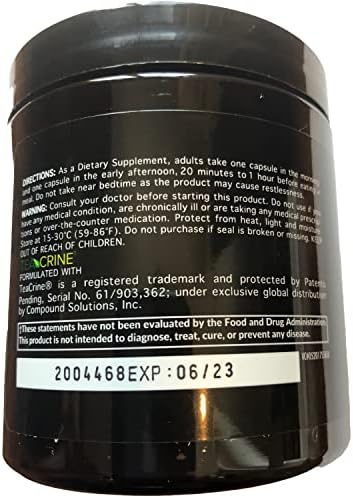 DIRECTIONS: As a Dietary Supplement, adults take one capsule in the morning
and one capsule in the early afternoon, 20 minutes to 1 hour before eating a
meal. Do not take near bedtime as the product may cause restlessness.
WARNING: Consult your doctor before starting this product. Do not use if you
have any medical condition, are chronically ill or are taking any medical prescrip-
tions or over-the-counter medication. Protect from heat, light and moisture.
Store at 15-30°C (59-86°F). Do not purchase if seal is broken or missing. KEEP
OUT OF REACH OF CHILDREN.
TEACRINE
FORMULATED WITH
TeaCrine® is a registered trademark and protected by Patents
Pending, Serial No. 61/903,362; under exclusive global distribution
by Compound Solutions, Inc.
†These statements have not been evaluated by the Food and Drug Administration.
This product is not intended to diagnose, treat, cure, or prevent any disease.
2004468EXP:06/23